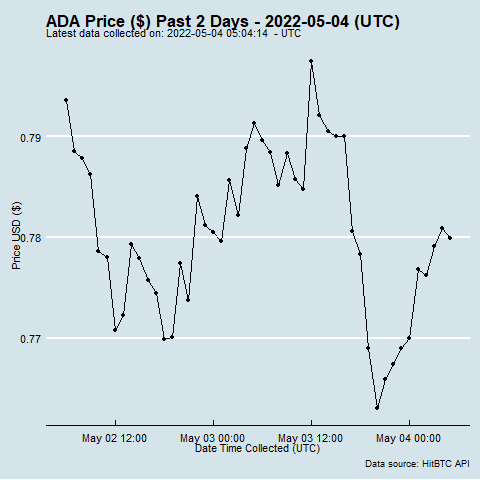 ADA Price ($) Past 2 Days - 2022-05-04 (UTC)
Latest data collected on: 2022-05-04 05:04:14 - UTC
0.79
0.78
0.77
Price USD ($)
May 02 12:00 May 03 00:00 May 03 12:00 May 04 00:00
Date Time Collected (UTC)
Data source: HitBTC API